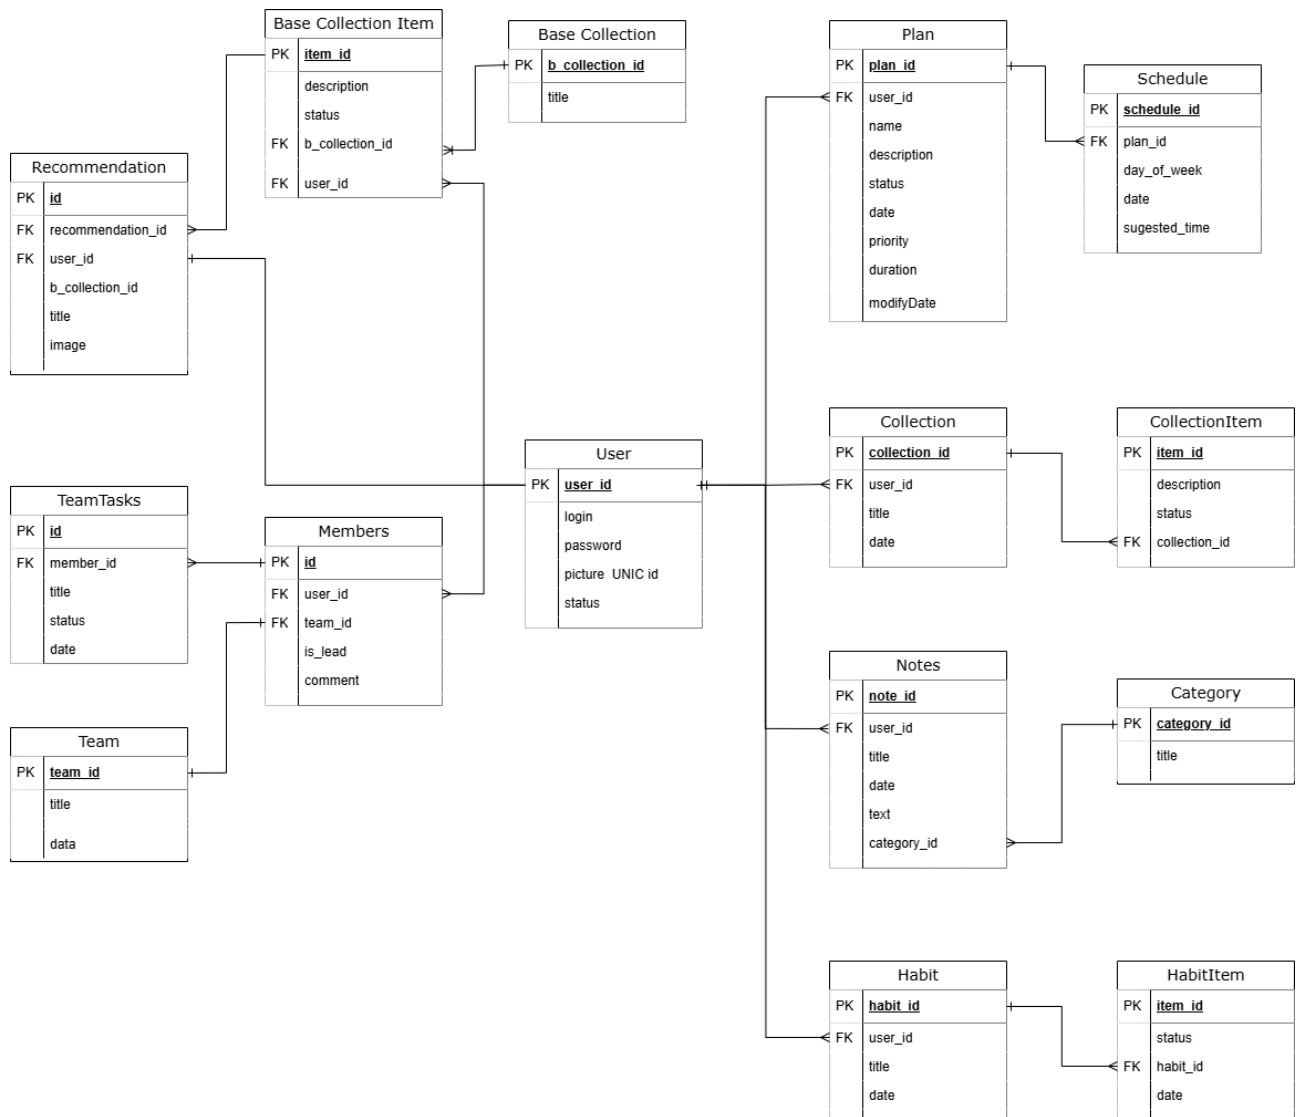 Base Collection Item
PK item_id
description
status
FK b_collection_id
FK user_id
Base Collection
PK b_collection_id
title
Plan
PK plan_id
FK user_id
name
description
status
date
priority
duration
modifyDate
Schedule
PK schedule_id
FK plan_id
day_of_week
date
sugested_time
Recommendation
PK id
FK recommendation_id
FK user_id
b_collection_id
title
image
User
PK user_id
login
password
picture UNIC id
status
Collection
PK collection_id
FK user_id
title
date
CollectionItem
PK item_id
description
status
FK collection_id
TeamTasks
PK id
FK member_id
title
status
date
Members
PK id
FK user_id
FK team_id
is_lead
comment
Team
PK team_id
title
data
Notes
PK note_id
FK user_id
title
date
text
category_id
Category
PK category_id
title
Habit
PK habit_id
FK user_id
title
date
HabitItem
PK item_id
status
FK habit_id
date